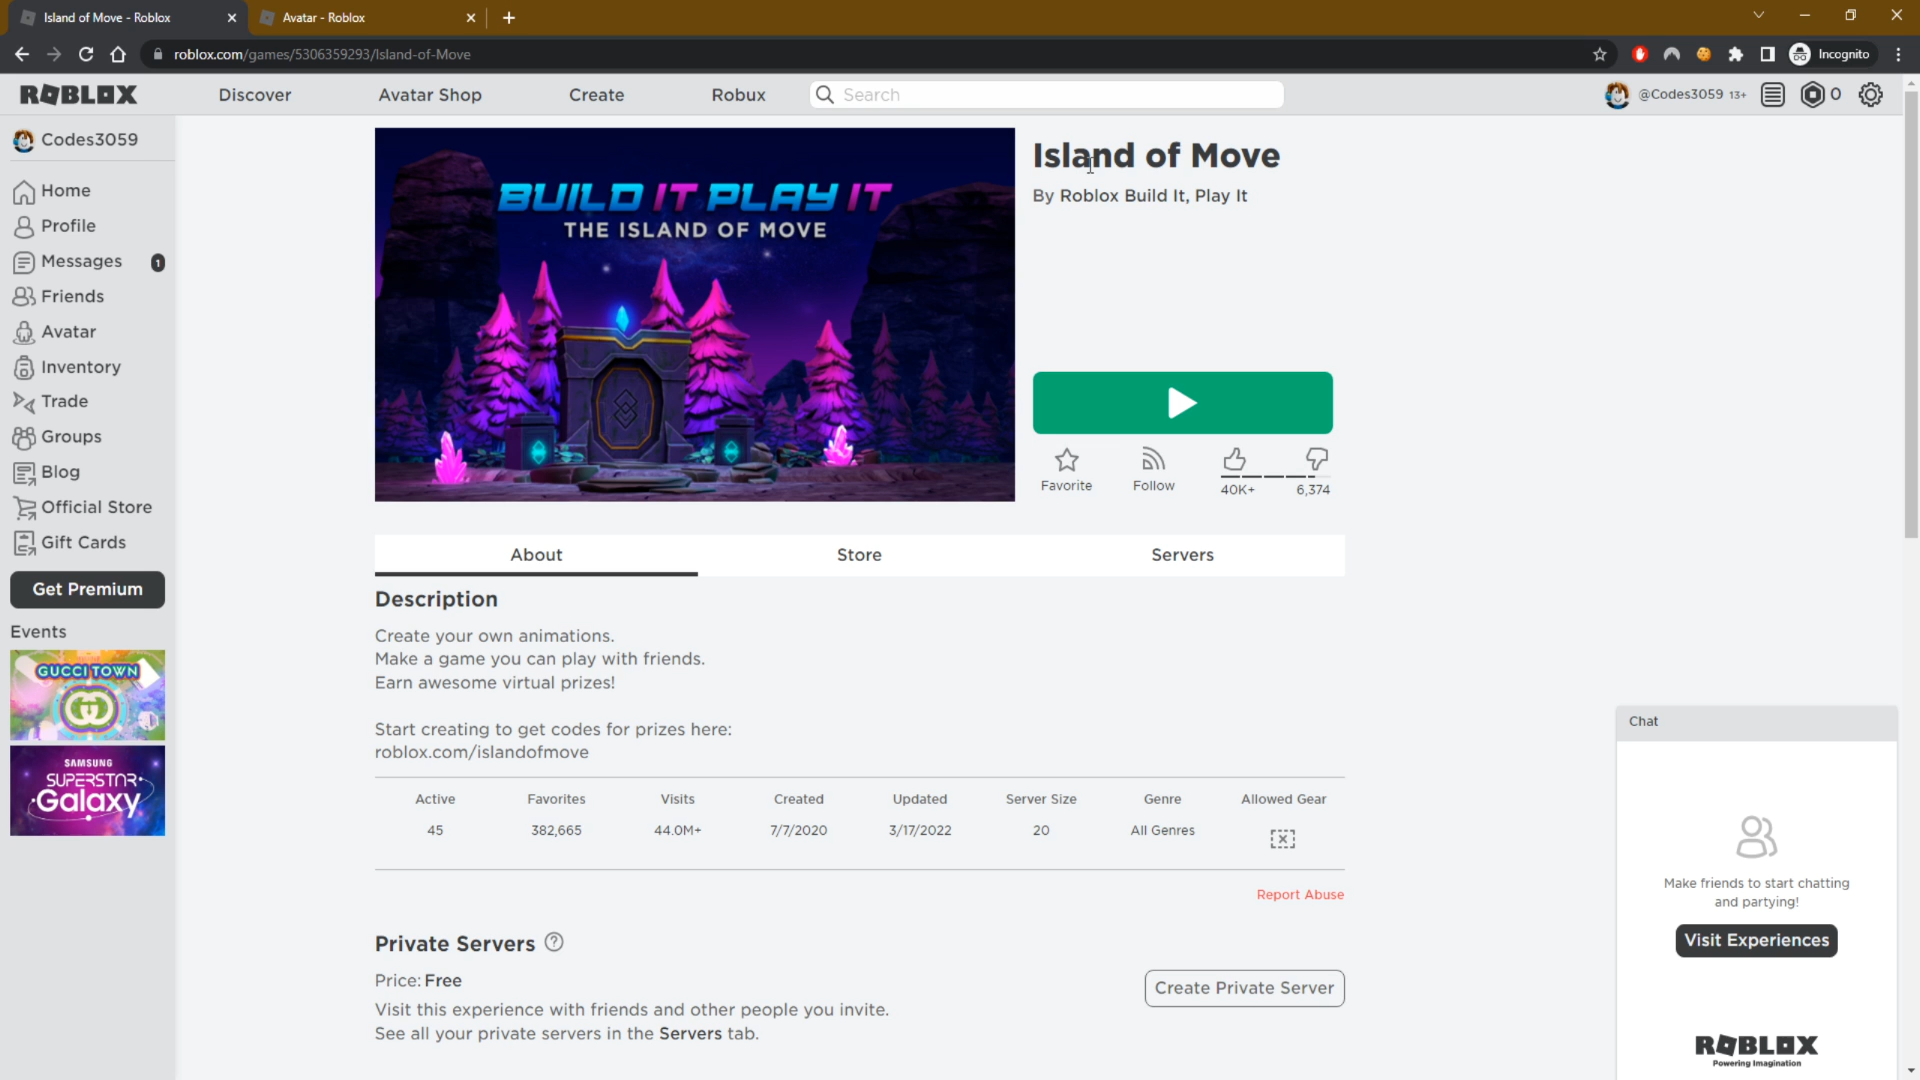 Island of Move - Roblox
Avatar - Roblox
roblox.com/games/5306359293/Island-of-Move
Incognito
ROBLOX
Discover
Avatar Shop
Create
Robux
Search
@Codes3059 13+
0
Codes3059
Home
Profile
Messages 1
Friends
Avatar
Inventory
Trade
Groups
Blog
Official Store
Gift Cards
Get Premium
Events
GUCCI TOWN
SAMSUNG
SUPERSTAR
Galaxy
BUILD IT PLAY IT
THE ISLAND OF MOVE
Island of Move
By Roblox Build It, Play It
Favorite
Follow
40K+
6,374
About
Store
Servers
Description
Create your own animations.
Make a game you can play with friends.
Earn awesome virtual prizes!
Start creating to get codes for prizes here:
roblox.com/islandofmove
Active Favorites Visits Created Updated Server Size Genre Allowed Gear
45 382,665 44.0M+ 7/7/2020 3/17/2022 20 All Genres
Report Abuse
Private Servers
Price: Free
Visit this experience with friends and other people you invite.
See all your private servers in the Servers tab.
Create Private Server
Chat
Make friends to start chatting
and partying!
Visit Experiences
ROBLOX
Powering Imagination